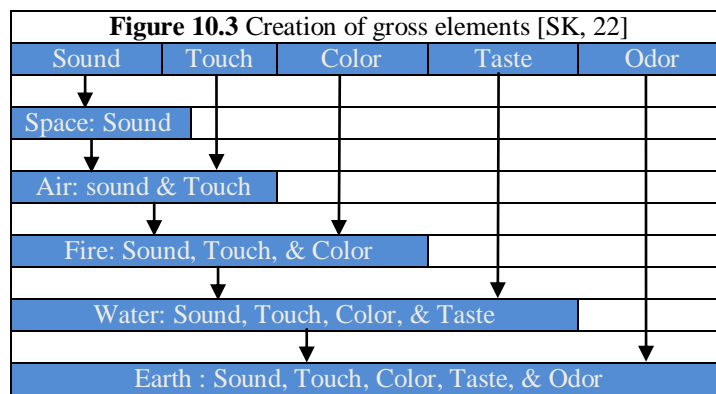 Figure 10.3 Creation of gross elements [SK, 22]
Sound Touch Color Taste Odor
Space: Sound
Air: sound & Touch
Fire: Sound, Touch, & Color
Water: Sound, Touch, Color, & Taste
Earth : Sound, Touch, Color, Taste, & Odor